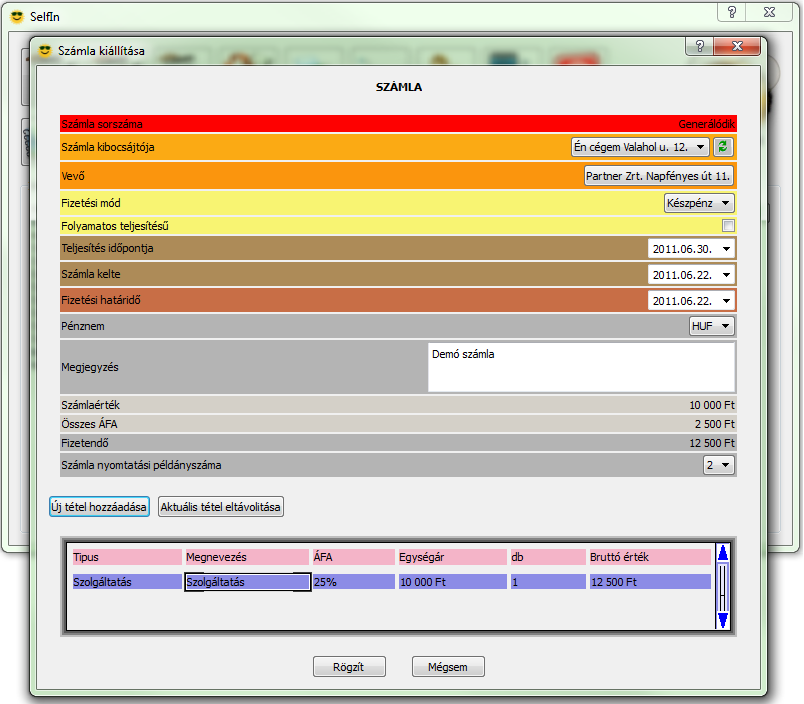 SelfIn
Számla kiállítása
SZÁMLA
Számla sorszáma Generálódik
Számla kibocsájtója Én cégem Valahol u. 12.
Vevő Partner Zrt. Napfényes út 11.
Fizetési mód Készpénz
Folyamatos teljesítésű
Teljesítés időpontja 2011.06.30.
Számla kelte 2011.06.22.
Fizetési határidő 2011.06.22.
Pénznem HUF
Megjegyzés Demó számla
Számlaérték 10 000 Ft
Összes ÁFA 2 500 Ft
Fizetendő 12 500 Ft
Számla nyomtatási példányszáma 2
Új tétel hozzáadása Aktuális tétel eltávolitása
Tipus Megnevezés ÁFA Egységár db Bruttó érték
Szolgáltatás Szolgáltatás 25% 10 000 Ft 1 12 500 Ft
Rögzít Mégsem